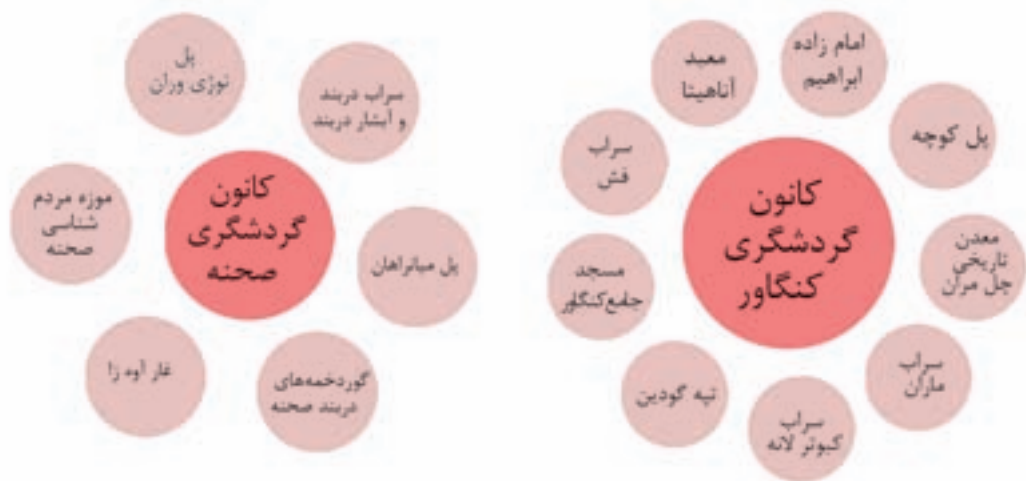 کانون
گردشگری
کنگاور
امام زاده
ابراهیم
پل کوچه
معدن
تاریخی
چل مران
سراب
ماران
سراب
کبوتر لانه
تپه گودین
مسجد
جامع کنگاور
سراب
فش
معبد
آناهیتا
کانون
گردشگری
صحنه
سراب دربند
و آبشار دربند
پل میانراهان
گوردخمه‌های
دربند صحنه
غار آوه زا
موزه مردم
شناسی
صحنه
پل
نوژی وران